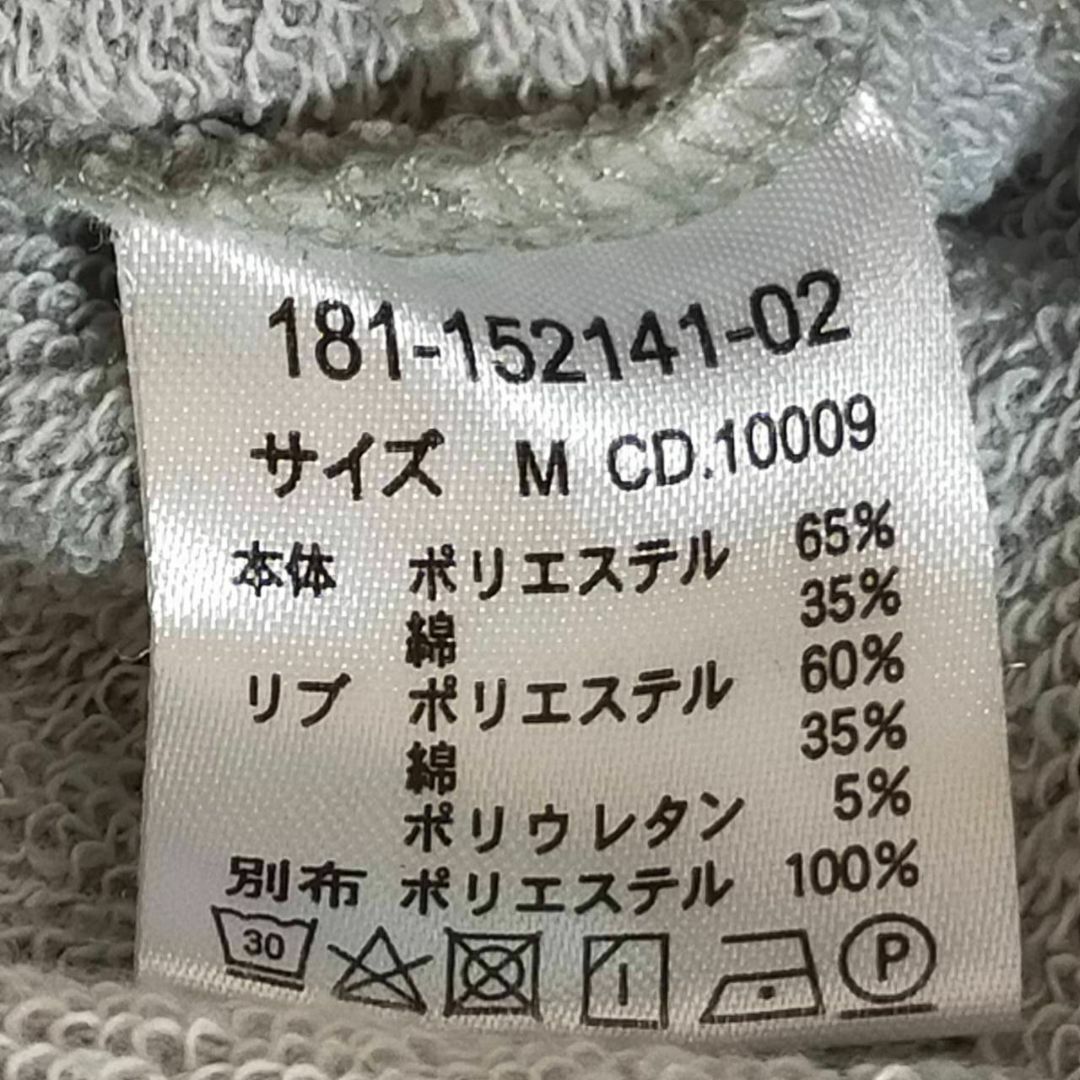 181-152141-02
サイズ M CD.10009
本体 ポリエステル 65%
綿 35%
リブ ポリエステル 60%
綿 35%
ポリウレタン 5%
別布 ポリエステル 100%
30 P